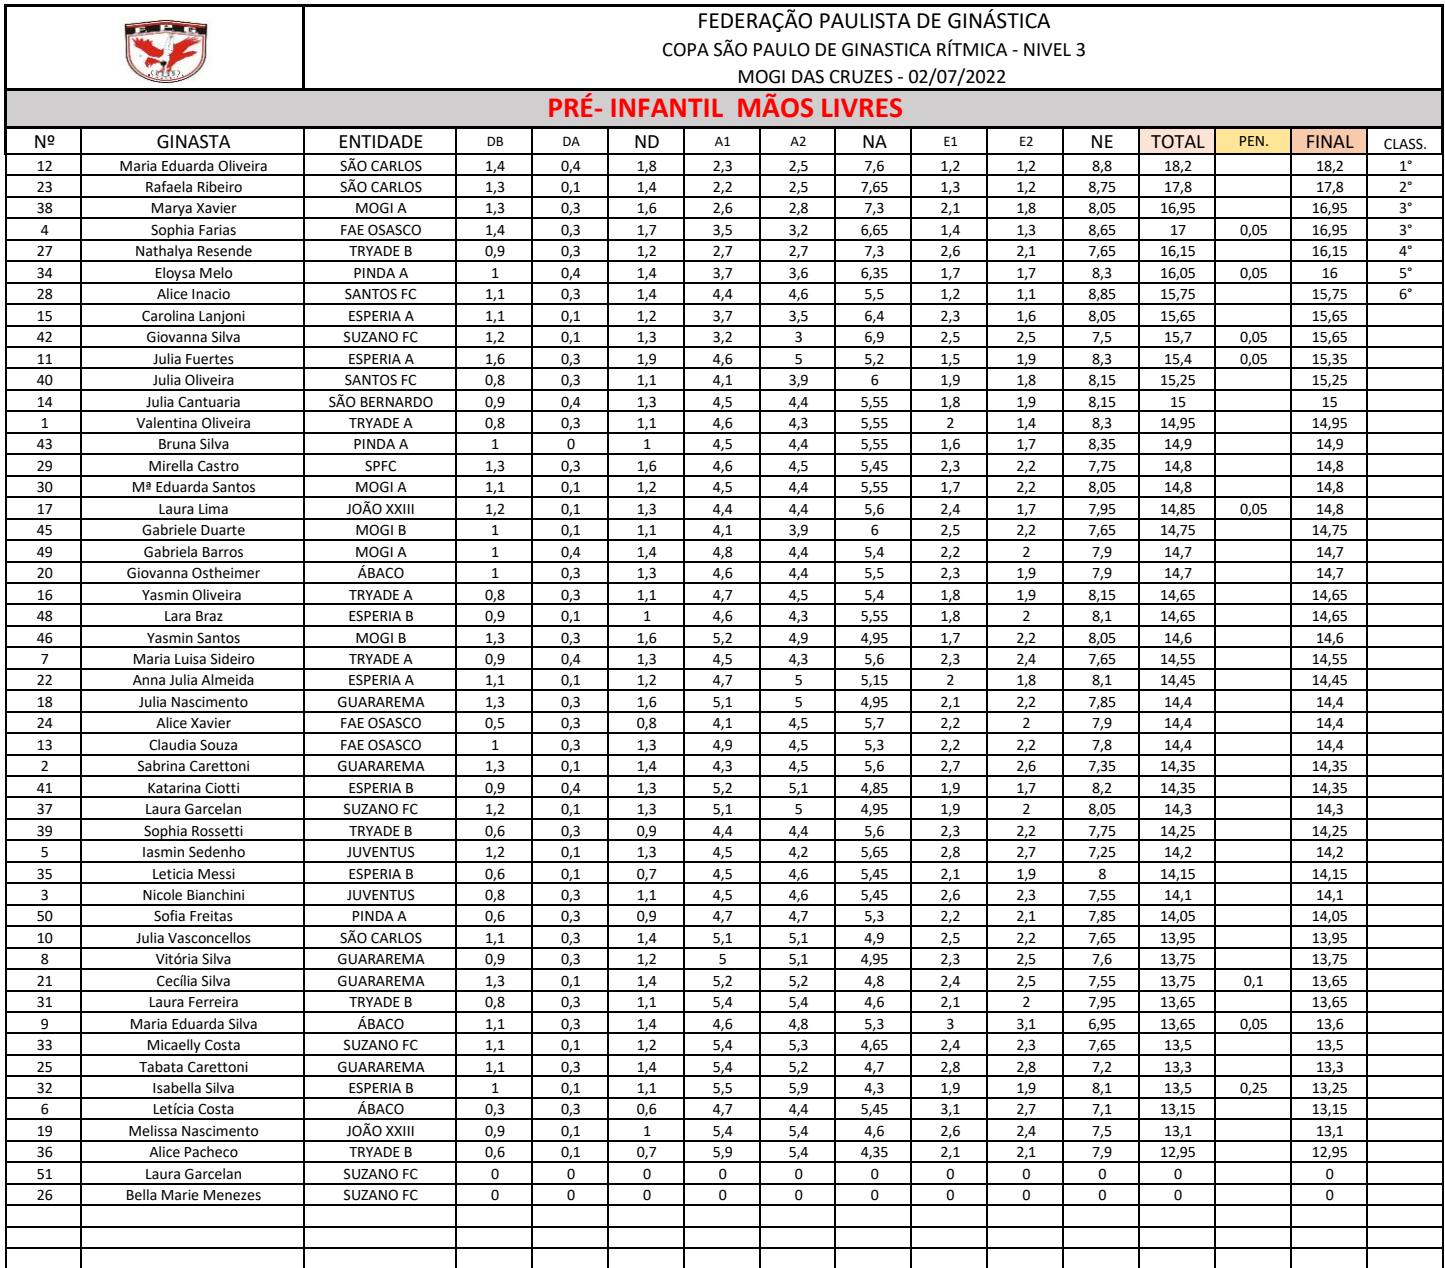 FEDERAÇÃO PAULISTA DE GINÁSTICA
COPA SÃO PAULO DE GINASTICA RÍTMICA - NIVEL 3
MOGI DAS CRUZES - 02/07/2022
PRÉ- INFANTIL MÃOS LIVRES
Nº GINASTA ENTIDADE DB DA ND A1 A2 NA E1 E2 NE TOTAL PEN. FINAL CLASS.
12 Maria Eduarda Oliveira SÃO CARLOS 1,4 0,4 1,8 2,3 2,5 7,6 1,2 1,2 8,8 18,2 18,2 1°
23 Rafaela Ribeiro SÃO CARLOS 1,3 0,1 1,4 2,2 2,5 7,65 1,3 1,2 8,75 17,8 17,8 2°
38 Marya Xavier MOGI A 1,3 0,3 1,6 2,6 2,8 7,3 2,1 1,8 8,05 16,95 16,95 3°
4 Sophia Farias FAE OSASCO 1,4 0,3 1,7 3,5 3,2 6,65 1,4 1,3 8,65 17 0,05 16,95 3°
27 Nathalya Resende TRYADE B 0,9 0,3 1,2 2,7 2,7 7,3 2,6 2,1 7,65 16,15 16,15 4°
34 Eloysa Melo PINDA A 1 0,4 1,4 3,7 3,6 6,35 1,7 1,7 8,3 16,05 0,05 16 5°
28 Alice Inacio SANTOS FC 1,1 0,3 1,4 4,4 4,6 5,5 1,2 1,1 8,85 15,75 15,75 6°
15 Carolina Lanjoni ESPERIA A 1,1 0,1 1,2 3,7 3,5 6,4 2,3 1,6 8,05 15,65 15,65
42 Giovanna Silva SUZANO FC 1,2 0,1 1,3 3,2 3 6,9 2,5 2,5 7,5 15,7 0,05 15,65
11 Julia Fuertes ESPERIA A 1,6 0,3 1,9 4,6 5 5,2 1,5 1,9 8,3 15,4 0,05 15,35
40 Julia Oliveira SANTOS FC 0,8 0,3 1,1 4,1 3,9 6 1,9 1,8 8,15 15,25 15,25
14 Julia Cantuaria SÃO BERNARDO 0,9 0,4 1,3 4,5 4,4 5,55 1,8 1,9 8,15 15 15
1 Valentina Oliveira TRYADE A 0,8 0,3 1,1 4,6 4,3 5,55 2 1,4 8,3 14,95 14,95
43 Bruna Silva PINDA A 1 0 1 4,5 4,4 5,55 1,6 1,7 8,35 14,9 14,9
29 Mirella Castro SPFC 1,3 0,3 1,6 4,6 4,5 5,45 2,3 2,2 7,75 14,8 14,8
30 Mª Eduarda Santos MOGI A 1,1 0,1 1,2 4,5 4,4 5,55 1,7 2,2 8,05 14,8 14,8
17 Laura Lima JOÃO XXIII 1,2 0,1 1,3 4,4 4,4 5,6 2,4 1,7 7,95 14,85 0,05 14,8
45 Gabriele Duarte MOGI B 1 0,1 1,1 4,1 3,9 6 2,5 2,2 7,65 14,75 14,75
49 Gabriela Barros MOGI A 1 0,4 1,4 4,8 4,4 5,4 2,2 2 7,9 14,7 14,7
20 Giovanna Ostheimer ÁBACO 1 0,3 1,3 4,6 4,4 5,5 2,3 1,9 7,9 14,7 14,7
16 Yasmin Oliveira TRYADE A 0,8 0,3 1,1 4,7 4,5 5,4 1,8 1,9 8,15 14,65 14,65
48 Lara Braz ESPERIA B 0,9 0,1 1 4,6 4,3 5,55 1,8 2 8,1 14,65 14,65
46 Yasmin Santos MOGI B 1,3 0,3 1,6 5,2 4,9 4,95 1,7 2,2 8,05 14,6 14,6
7 Maria Luisa Sideiro TRYADE A 0,9 0,4 1,3 4,5 4,3 5,6 2,3 2,4 7,65 14,55 14,55
22 Anna Julia Almeida ESPERIA A 1,1 0,1 1,2 4,7 5 5,15 2 1,8 8,1 14,45 14,45
18 Julia Nascimento GUARAREMA 1,3 0,3 1,6 5,1 5 4,95 2,1 2,2 7,85 14,4 14,4
24 Alice Xavier FAE OSASCO 0,5 0,3 0,8 4,1 4,5 5,7 2,2 2 7,9 14,4 14,4
13 Claudia Souza FAE OSASCO 1 0,3 1,3 4,9 4,5 5,3 2,2 2,2 7,8 14,4 14,4
2 Sabrina Carettoni GUARAREMA 1,3 0,1 1,4 4,3 4,5 5,6 2,7 2,6 7,35 14,35 14,35
41 Katarina Ciotti ESPERIA B 0,9 0,4 1,3 5,2 5,1 4,85 1,9 1,7 8,2 14,35 14,35
37 Laura Garcelan SUZANO FC 1,2 0,1 1,3 5,1 5 4,95 1,9 2 8,05 14,3 14,3
39 Sophia Rossetti TRYADE B 0,6 0,3 0,9 4,4 4,4 5,6 2,3 2,2 7,75 14,25 14,25
5 Iasmin Sedenho JUVENTUS 1,2 0,1 1,3 4,5 4,2 5,65 2,8 2,7 7,25 14,2 14,2
35 Leticia Messi ESPERIA B 0,6 0,1 0,7 4,5 4,6 5,45 2,1 1,9 8 14,15 14,15
3 Nicole Bianchini JUVENTUS 0,8 0,3 1,1 4,5 4,6 5,45 2,6 2,3 7,55 14,1 14,1
50 Sofia Freitas PINDA A 0,6 0,3 0,9 4,7 4,7 5,3 2,2 2,1 7,85 14,05 14,05
10 Julia Vasconcellos SÃO CARLOS 1,1 0,3 1,4 5,1 5,1 4,9 2,5 2,2 7,65 13,95 13,95
8 Vitória Silva GUARAREMA 0,9 0,3 1,2 5 5,1 4,95 2,3 2,5 7,6 13,75 13,75
21 Cecília Silva GUARAREMA 1,3 0,1 1,4 5,2 5,2 4,8 2,4 2,5 7,55 13,75 0,1 13,65
31 Laura Ferreira TRYADE B 0,8 0,3 1,1 5,4 5,4 4,6 2,1 2 7,95 13,65 13,65
9 Maria Eduarda Silva ÁBACO 1,1 0,3 1,4 4,6 4,8 5,3 3 3,1 6,95 13,65 0,05 13,6
33 Micaelly Costa SUZANO FC 1,1 0,1 1,2 5,4 5,3 4,65 2,4 2,3 7,65 13,5 13,5
25 Tabata Carettoni GUARAREMA 1,1 0,3 1,4 5,4 5,2 4,7 2,8 2,8 7,2 13,3 13,3
32 Isabella Silva ESPERIA B 1 0,1 1,1 5,5 5,9 4,3 1,9 1,9 8,1 13,5 0,25 13,25
6 Letícia Costa ÁBACO 0,3 0,3 0,6 4,7 4,4 5,45 3,1 2,7 7,1 13,15 13,15
19 Melissa Nascimento JOÃO XXIII 0,9 0,1 1 5,4 5,4 4,6 2,6 2,4 7,5 13,1 13,1
36 Alice Pacheco TRYADE B 0,6 0,1 0,7 5,9 5,4 4,35 2,1 2,1 7,9 12,95 12,95
51 Laura Garcelan SUZANO FC 0 0 0 0 0 0 0 0 0 0 0
26 Bella Marie Menezes SUZANO FC 0 0 0 0 0 0 0 0 0 0 0